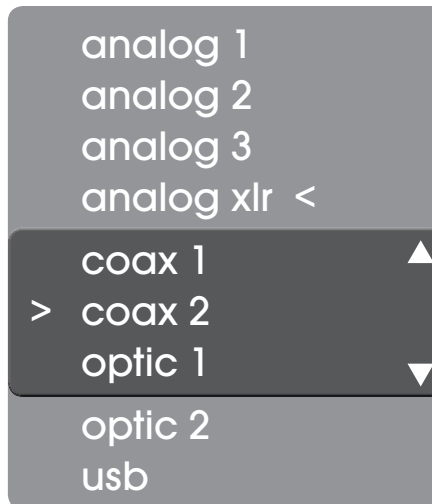 analog 1
analog 2
analog 3
analog xlr <
coax 1
> coax 2
optic 1
optic 2
usb